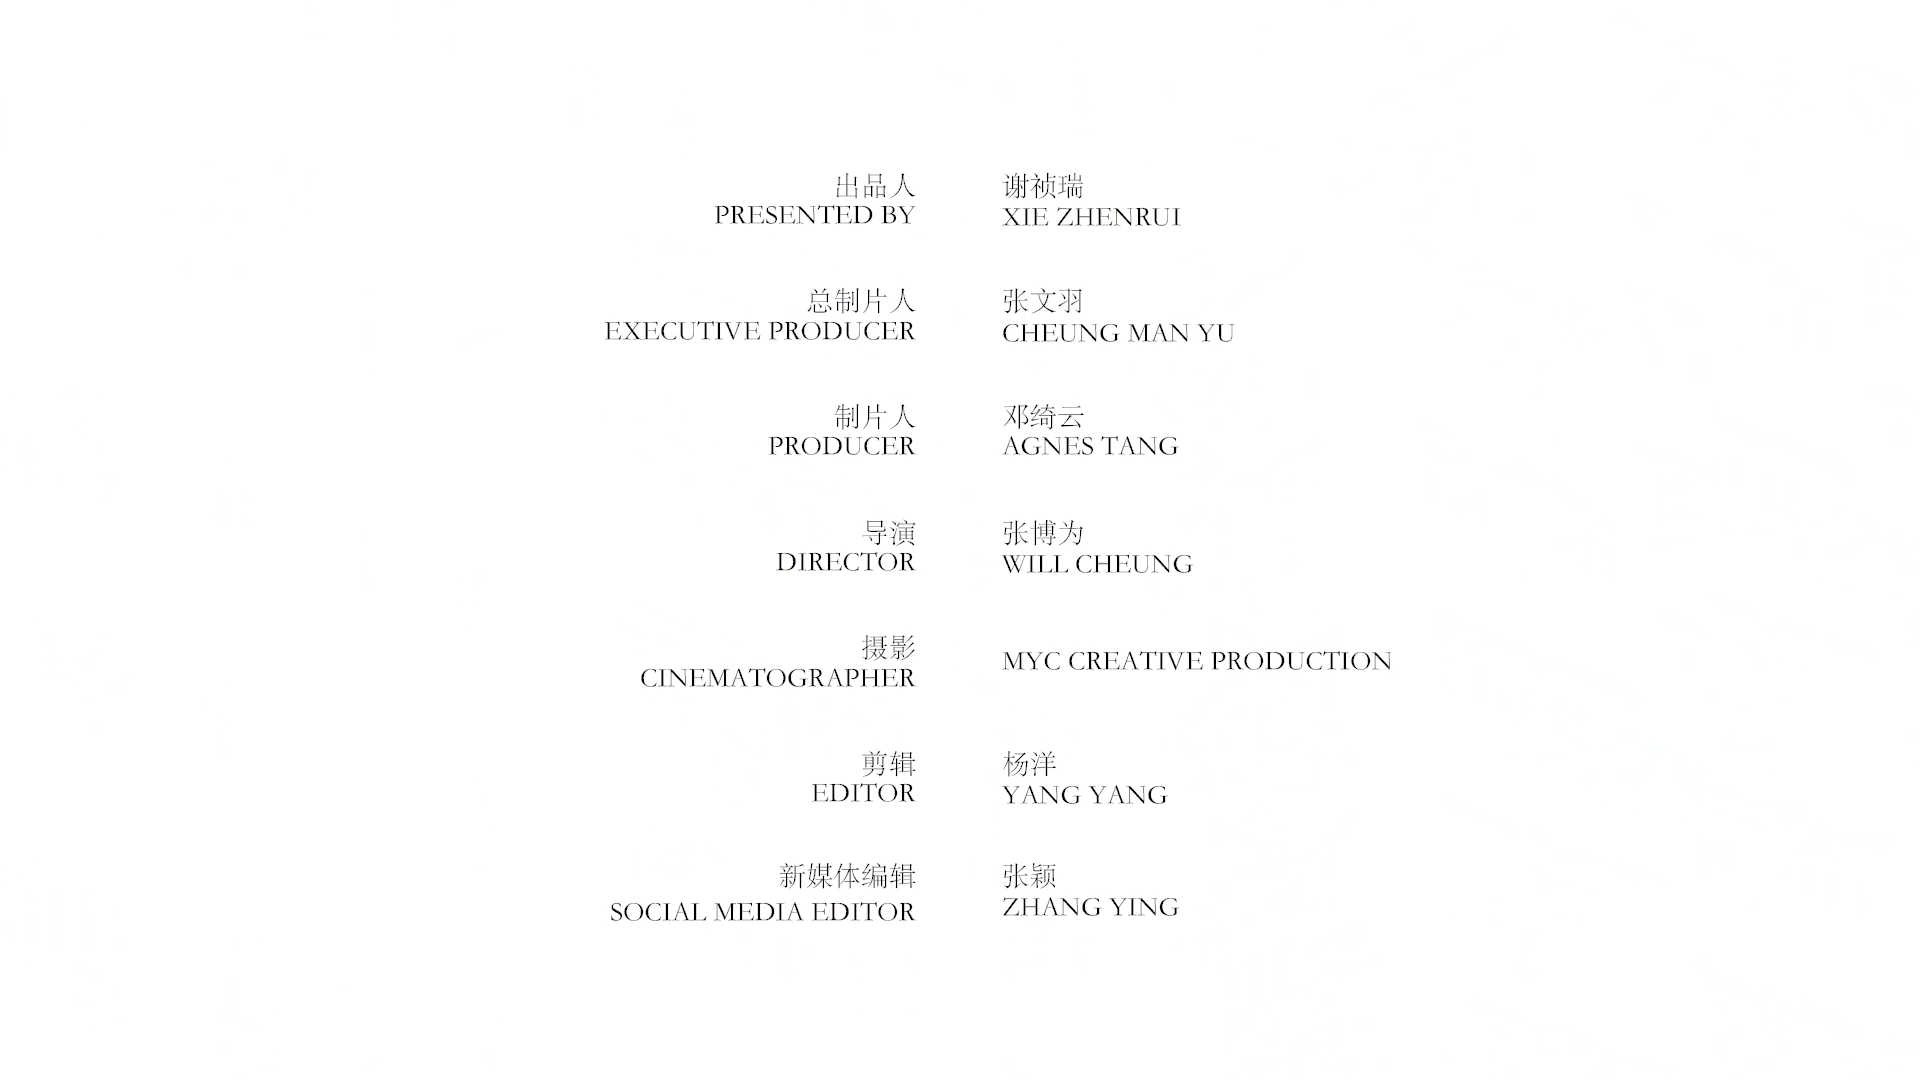 出品人 谢祯瑞
PRESENTED BY XIE ZHENRUI
总制片人 张文羽
EXECUTIVE PRODUCER CHEUNG MAN YU
制片人 邓绮云
PRODUCER AGNES TANG
导演 张博为
DIRECTOR WILL CHEUNG
摄影
CINEMATOGRAPHER MYC CREATIVE PRODUCTION
剪辑 杨洋
EDITOR YANG YANG
新媒体编辑 张颖
SOCIAL MEDIA EDITOR ZHANG YING